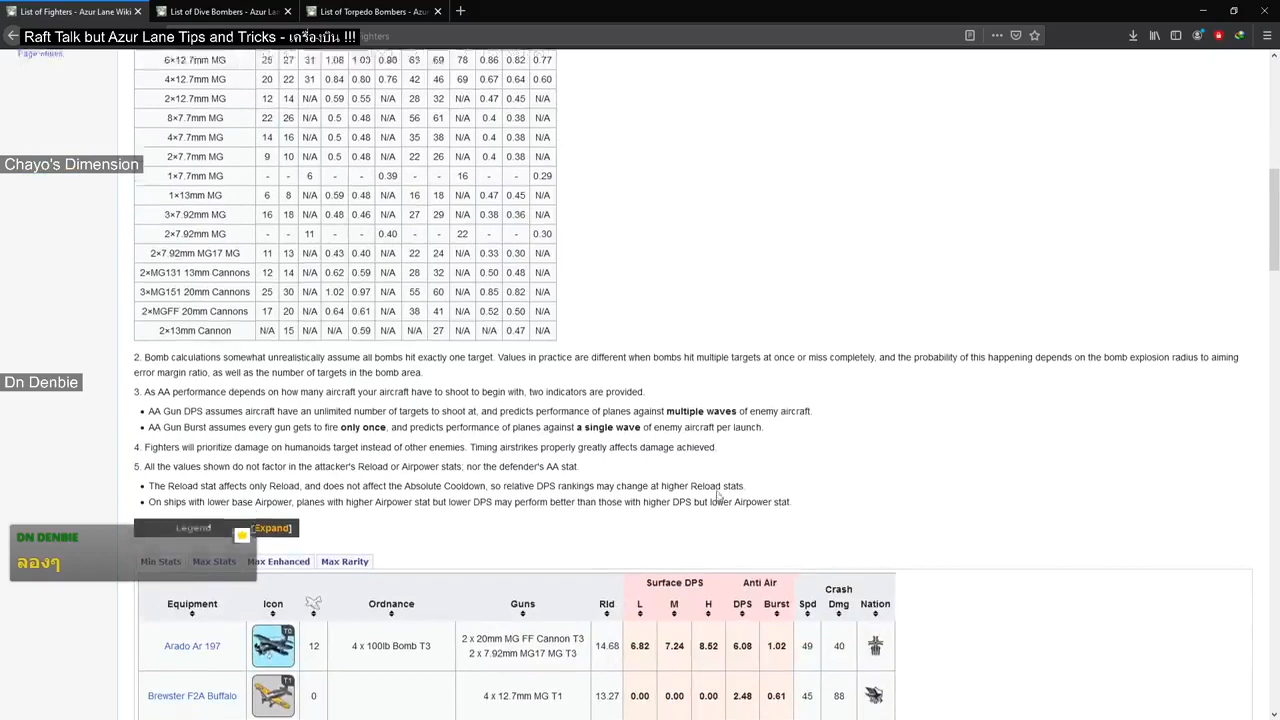 List of Fighters - Azur Lane Wiki
List of Dive Bombers - Azur Lan
List of Torpedo Bombers - Azur
Raft Talk but Azur Lane Tips and Tricks - เครื่องบิน !!!
ighters
Page values
6×12.7mm MG 25 27 31 1.08 1.03 0.98 63 69 78 0.86 0.82 0.77
4×12.7mm MG 20 22 31 0.84 0.80 0.76 42 46 69 0.67 0.64 0.60
2×12.7mm MG 12 14 N/A 0.59 0.55 N/A 28 32 N/A 0.47 0.45 N/A
8×7.7mm MG 22 26 N/A 0.5 0.48 N/A 56 61 N/A 0.4 0.38 N/A
4×7.7mm MG 14 16 N/A 0.5 0.48 N/A 35 38 N/A 0.4 0.38 N/A
Chayo's Dimension
2×7.7mm MG 9 10 N/A 0.5 0.48 N/A 22 26 N/A 0.4 0.38 N/A
1×7.7mm MG - - 6 - - 0.39 - - 16 - - 0.29
1×13mm MG 6 8 N/A 0.59 0.48 N/A 16 18 N/A 0.47 0.45 N/A
3×7.92mm MG 16 18 N/A 0.48 0.46 N/A 27 29 N/A 0.38 0.36 N/A
2×7.92mm MG - - 11 - - 0.40 - - 22 - - 0.30
2×7.92mm MG17 MG 11 13 N/A 0.43 0.40 N/A 22 24 N/A 0.33 0.30 N/A
2×MG131 13mm Cannons 12 14 N/A 0.62 0.59 N/A 28 32 N/A 0.50 0.48 N/A
3×MG151 20mm Cannons 25 30 N/A 1.02 0.97 N/A 55 60 N/A 0.85 0.82 N/A
2×MGFF 20mm Cannons 17 20 N/A 0.64 0.61 N/A 38 41 N/A 0.52 0.50 N/A
2×13mm Cannon N/A 15 N/A N/A 0.59 N/A N/A 27 N/A N/A 0.47 N/A
2. Bomb calculations somewhat unrealistically assume all bombs hit exactly one target. Values in practice are different when bombs hit multiple targets at once or miss completely, and the probability of this happening depends on the bomb explosion radius to aiming
error margin ratio, as well as the number of targets in the bomb area.
Dn Denbie
3. As AA performance depends on how many aircraft your aircraft have to shoot to begin with, two indicators are provided.
• AA Gun DPS assumes aircraft have an unlimited number of targets to shoot at, and predicts performance of planes against multiple waves of enemy aircraft.
• AA Gun Burst assumes every gun gets to fire only once, and predicts performance of planes against a single wave of enemy aircraft per launch.
4. Fighters will prioritize damage on humanoids target instead of other enemies. Timing airstrikes properly greatly affects damage achieved.
5. All the values shown do not factor in the attacker's Reload or Airpower stats; nor the defender's AA stat.
• The Reload stat affects only Reload, and does not affect the Absolute Cooldown, so relative DPS rankings may change at higher Reload stats.
• On ships with lower base Airpower, planes with higher Airpower stat but lower DPS may perform better than those with higher DPS but lower Airpower stat.
Legend [Expand]
DN DENBIE
ลองๆ
Min Stats Max Stats Max Enhanced Max Rarity
Surface DPS Anti Air Crash
Equipment Icon Ordnance Guns Rld L M H DPS Burst Spd Dmg Nation
Arado Ar 197 T0 12 4 x 100lb Bomb T3 2 x 20mm MG FF Cannon T3 14.68 6.82 7.24 8.52 6.08 1.02 49 40
2 x 7.92mm MG17 MG T3
Brewster F2A Buffalo T1 0 4 x 12.7mm MG T1 13.27 0.00 0.00 0.00 2.48 0.61 45 88